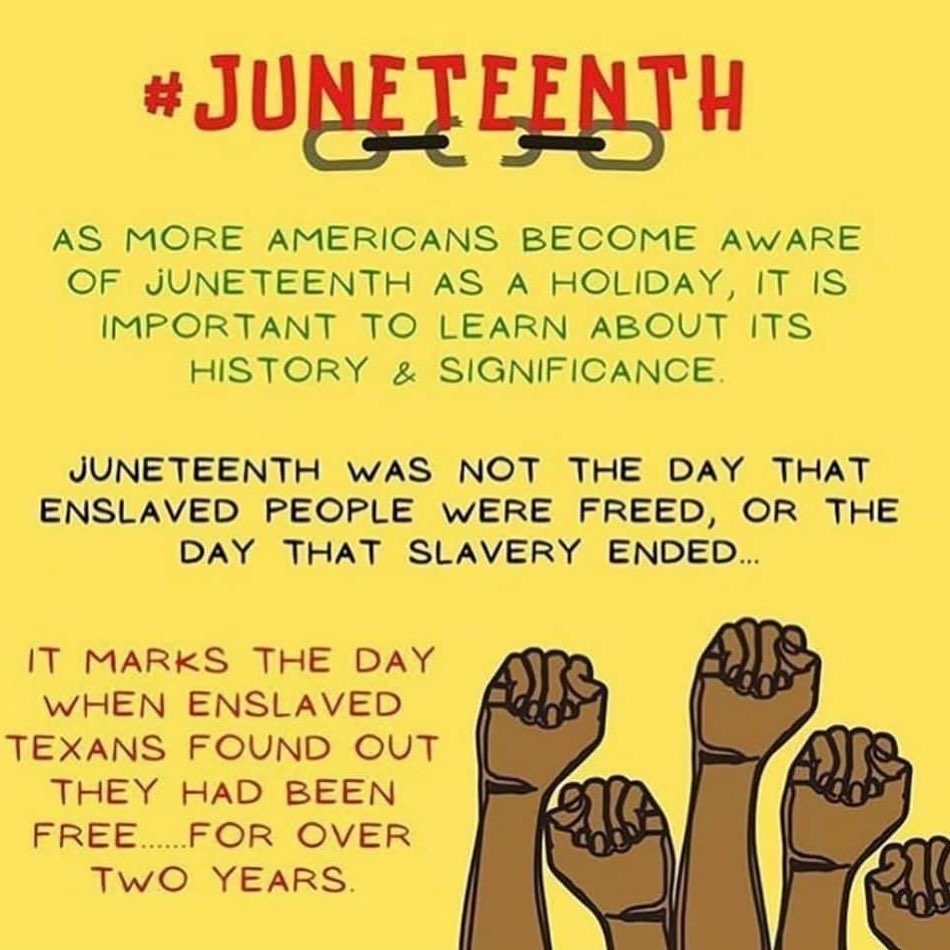 #JUNETEENTH
AS MORE AMERICANS BECOME AWARE
OF JUNETEENTH AS A HOLIDAY, IT IS
IMPORTANT TO LEARN ABOUT ITS
HISTORY & SIGNIFICANCE.
JUNETEENTH WAS NOT THE DAY THAT
ENSLAVED PEOPLE WERE FREED, OR THE
DAY THAT SLAVERY ENDED...
IT MARKS THE DAY
WHEN ENSLAVED
TEXANS FOUND OUT
THEY HAD BEEN
FREE......FOR OVER
TWO YEARS.